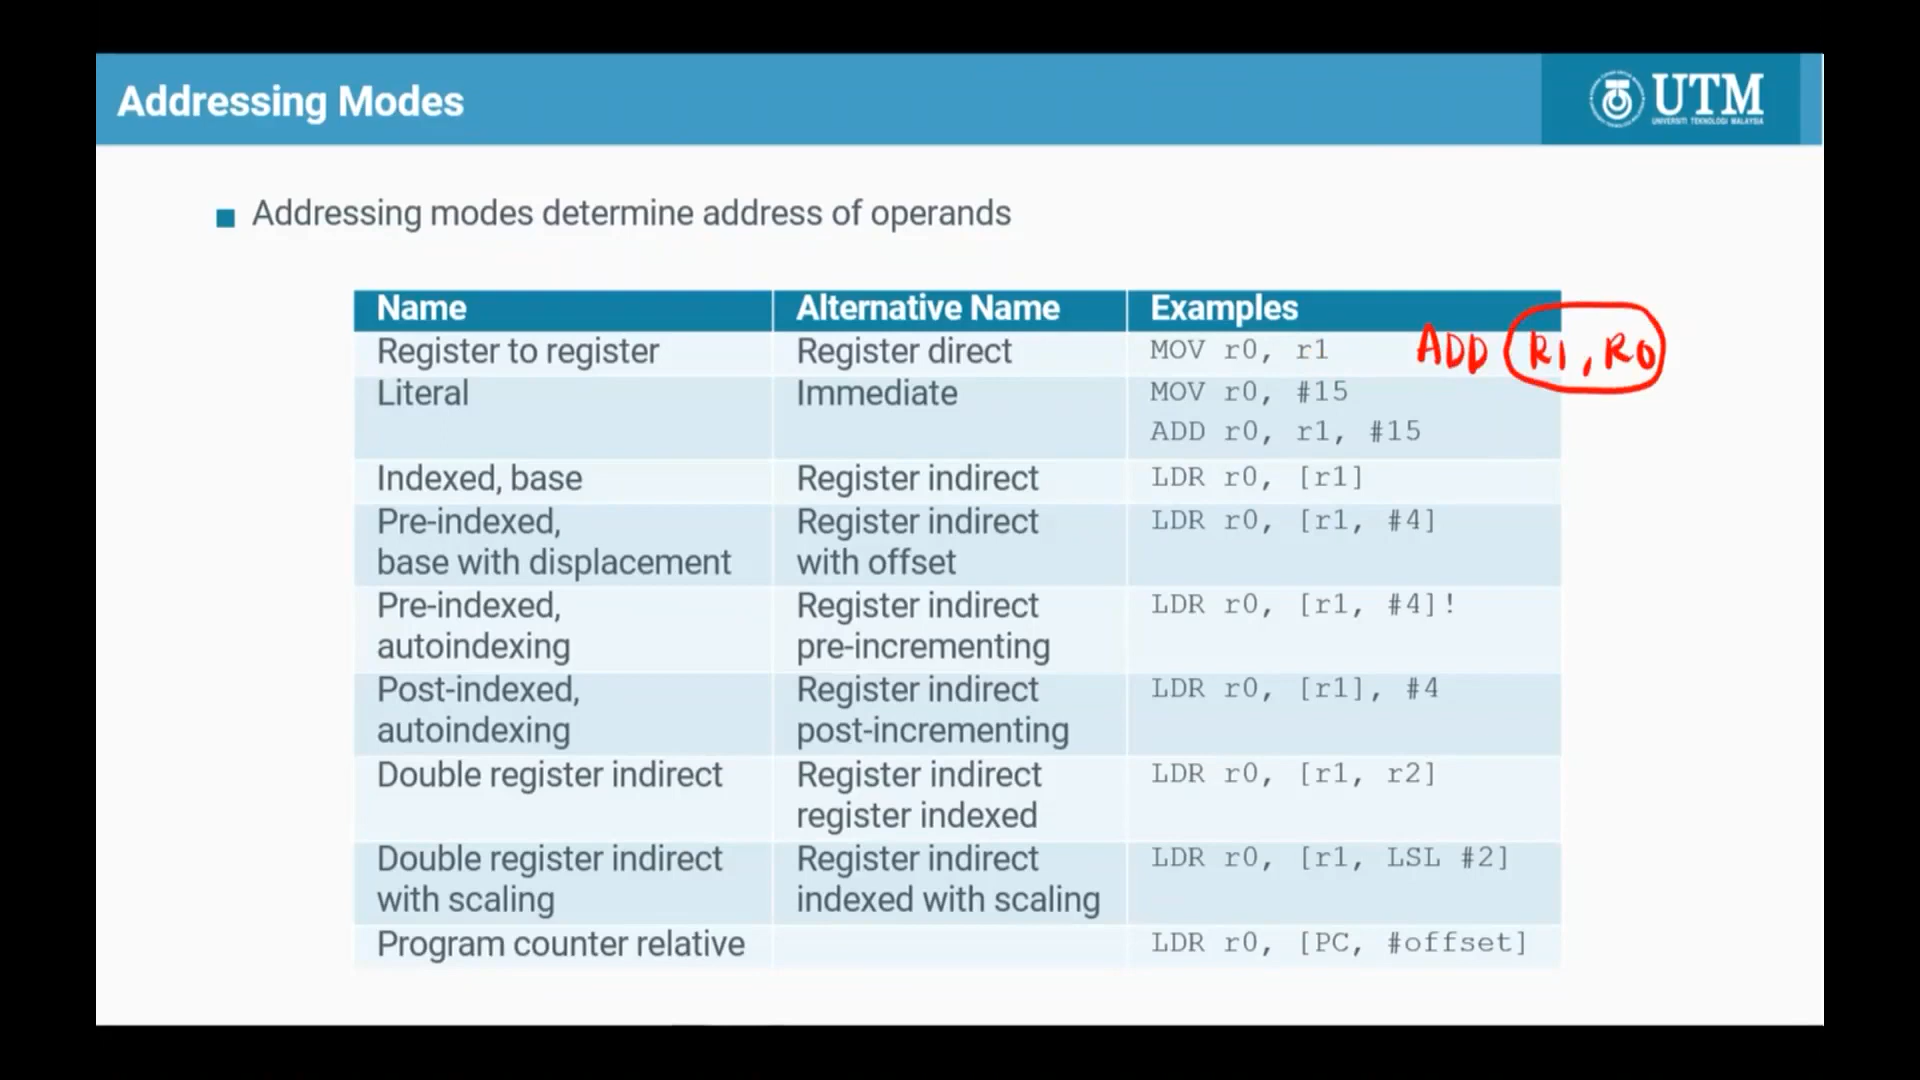 Addressing Modes
UTM
UNIVERSITI TEKNOLOGI MALAYSIA
Addressing modes determine address of operands
Name Alternative Name Examples
Register to register Register direct MOV r0, r1 ADD R1, R0
Literal Immediate MOV r0, #15
ADD r0, r1, #15
Indexed, base Register indirect LDR r0, [r1]
Pre-indexed, Register indirect LDR r0, [r1, #4]
base with displacement with offset
Pre-indexed, Register indirect LDR r0, [r1, #4]!
autoindexing pre-incrementing
Post-indexed, Register indirect LDR r0, [r1], #4
autoindexing post-incrementing
Double register indirect Register indirect LDR r0, [r1, r2]
register indexed
Double register indirect Register indirect LDR r0, [r1, LSL #2]
with scaling indexed with scaling
Program counter relative LDR r0, [PC, #offset]